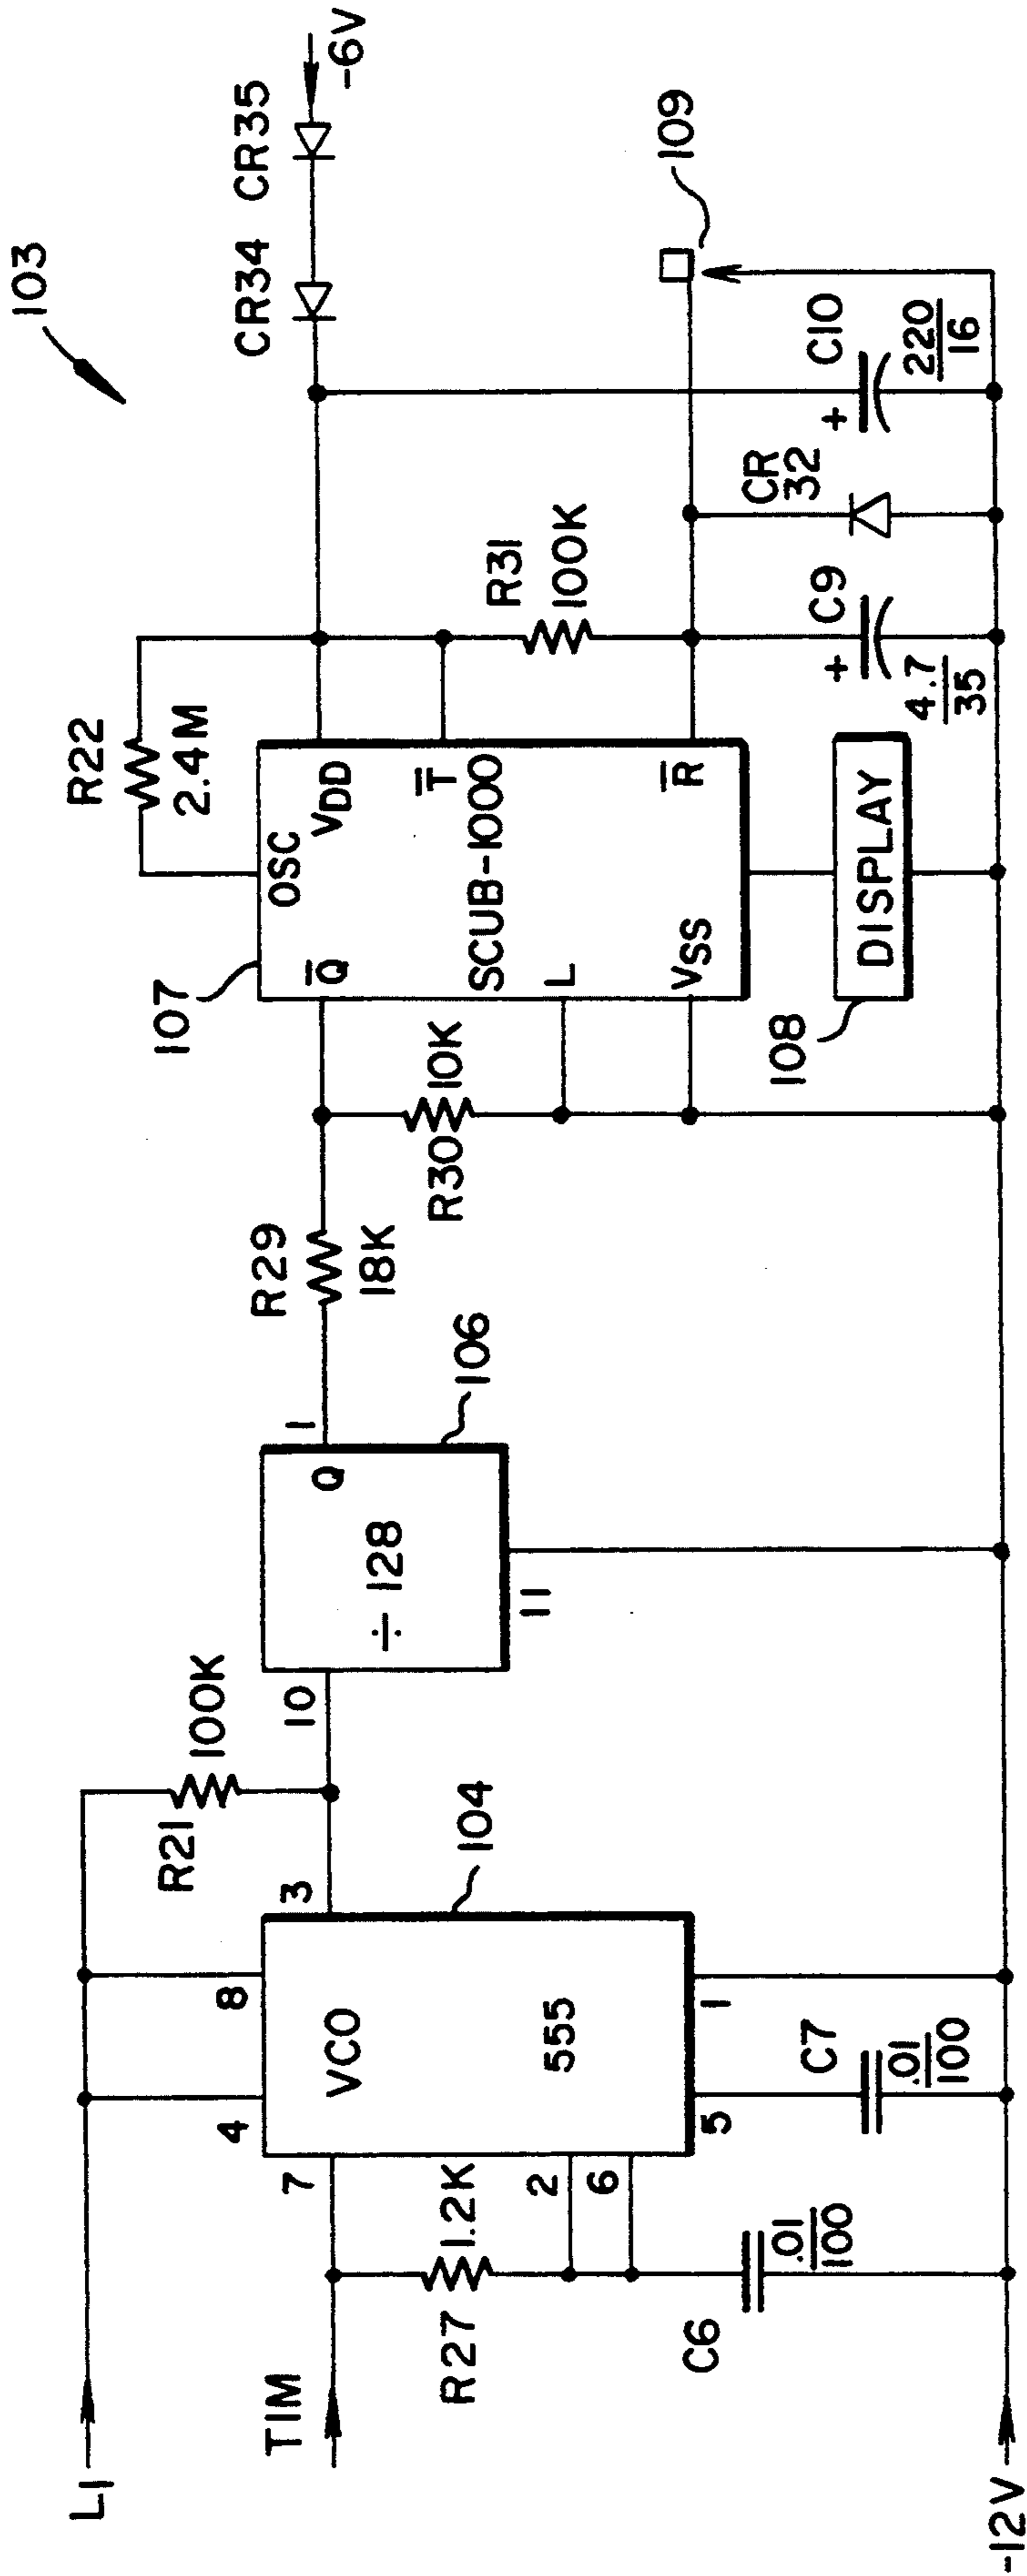 103
L1
TIM
-12V
R27
1.2K
C6
.01
100
7
4
8
2
6
5
1
3
VCO
555
104
C7
.01
100
R21
100K
10
÷ 128
Q
1
11
106
R29
18K
R30
10K
107
R22
2.4M
OSC
Q̅
VDD
T̅
SCUB-1000
L
R̅
VSS
108
DISPLAY
R31
100K
C9
+
4.7
35
CR
32
C10
+
220
16
CR34
CR35
-6V
109